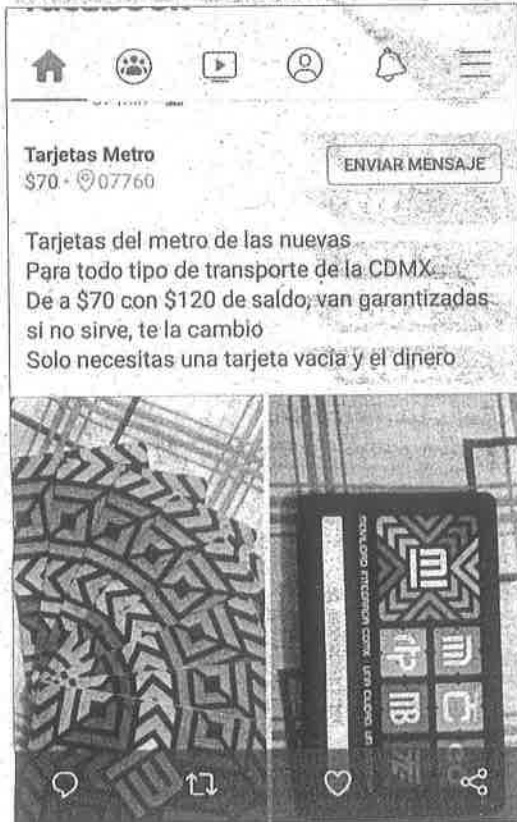 Tarjetas Metro
$70 · 07760
ENVIAR MENSAJE
Tarjetas del metro de las nuevas
Para todo tipo de transporte de la CDMX
De a $70 con $120 de saldo, van garantizadas
si no sirve, te la cambio
Solo necesitas una tarjeta vacía y el dinero
MB